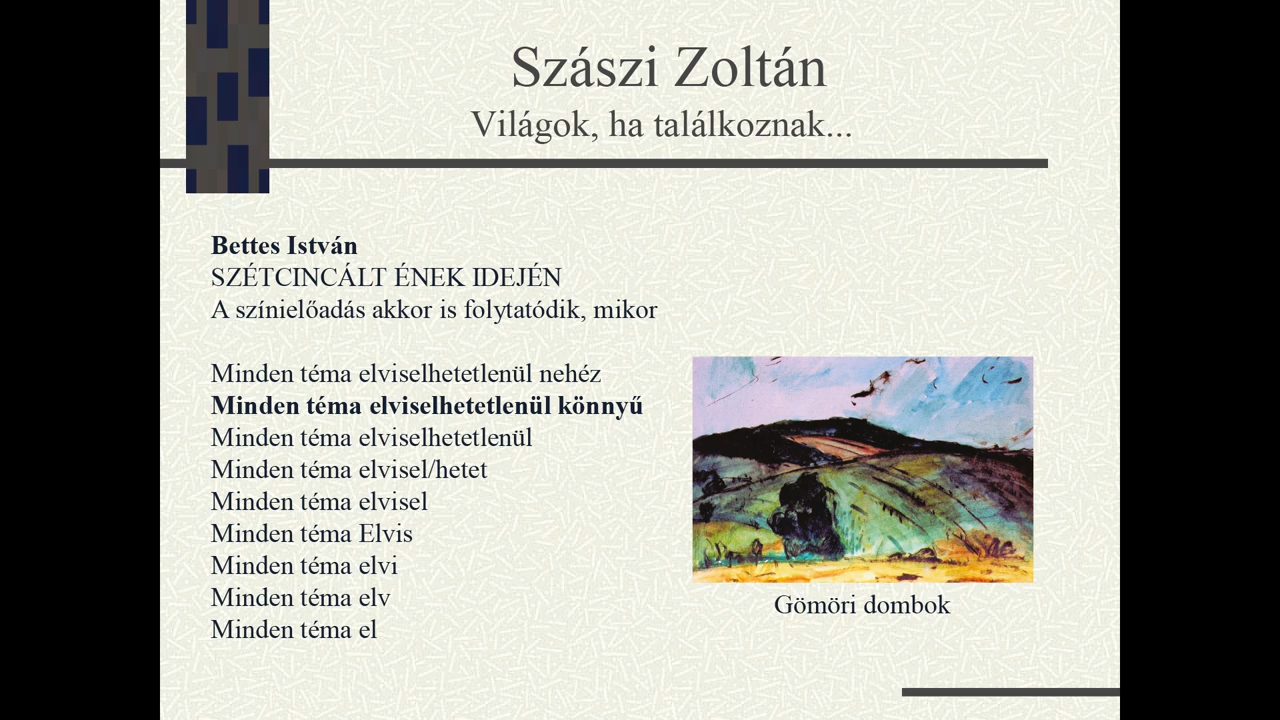 Szászi Zoltán
Világok, ha találkoznak...
Bettes István
SZÉTCINCÁLT ÉNEK IDEJÉN
A színielőadás akkor is folytatódik, mikor
Minden téma elviselhetetlenül nehéz
Minden téma elviselhetetlenül könnyű
Minden téma elviselhetetlenül
Minden téma elvisel/hetet
Minden téma elvisel
Minden téma Elvis
Minden téma elvi
Minden téma elv
Minden téma el
Gömöri dombok